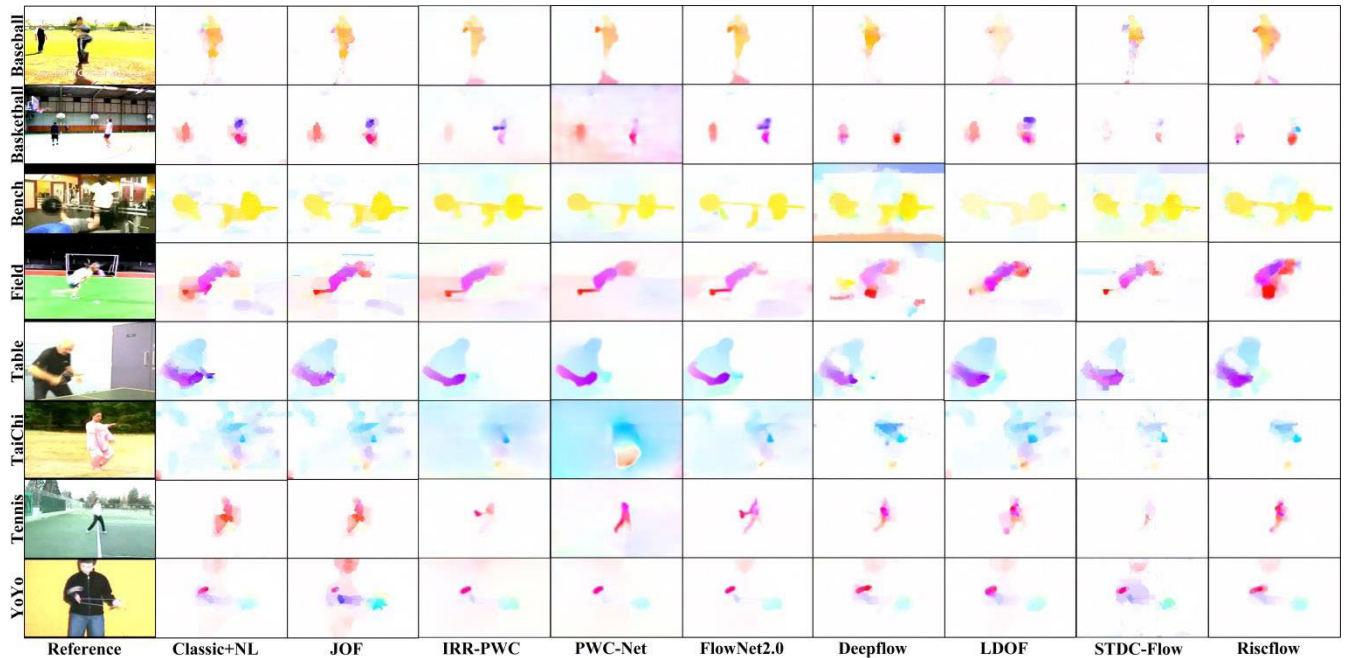 Baseball
Basketball
Bench
Field
Table
TaiChi
Tennis
YoYo
Reference Classic+NL JOF IRR-PWC PWC-Net FlowNet2.0 Deepflow LDOF STDC-Flow Riscflow